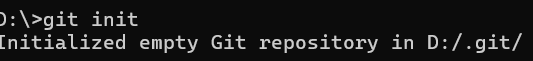 D:\>git init
Initialized empty Git repository in D:/.git/